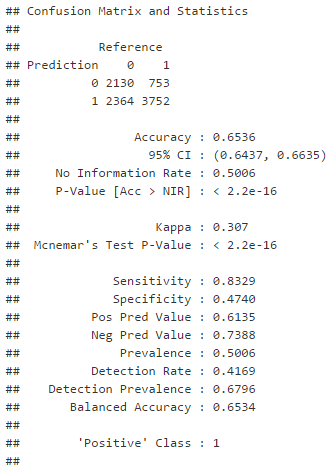 ## Confusion Matrix and Statistics
##
##           Reference
## Prediction    0    1
##          0 2130  753
##          1 2364 3752
##
##                Accuracy : 0.6536
##                  95% CI : (0.6437, 0.6635)
##     No Information Rate : 0.5006
##     P-Value [Acc > NIR] : < 2.2e-16
##
##                   Kappa : 0.307
##  Mcnemar's Test P-Value : < 2.2e-16
##
##             Sensitivity : 0.8329
##             Specificity : 0.4740
##          Pos Pred Value : 0.6135
##          Neg Pred Value : 0.7388
##              Prevalence : 0.5006
##          Detection Rate : 0.4169
##    Detection Prevalence : 0.6796
##       Balanced Accuracy : 0.6534
##
##        'Positive' Class : 1
##